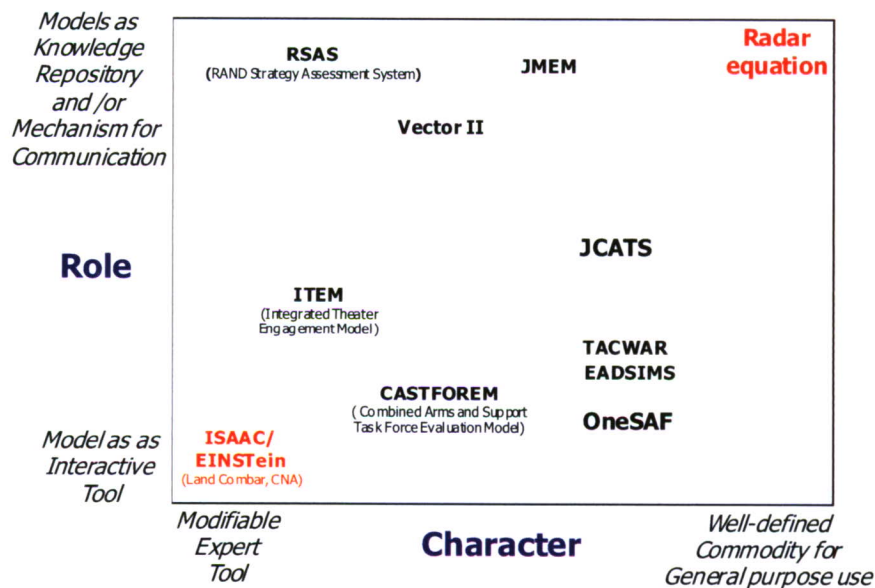 Models as
Knowledge
Repository
and /or
Mechanism for
Communication
RSAS
(RAND Strategy Assessment System)
JMEM
Radar
equation
Vector II
Role
JCATS
ITEM
(Integrated Theater
Engagement Model)
TACWAR
EADSIMS
CASTFOREM
( Combined Arms and Support
Task Force Evaluation Model)
OneSAF
Model as as
Interactive
Tool
ISAAC/
EINSTein
(Land Combar, CNA)
Modifiable
Expert
Tool
Character
Well-defined
Commodity for
General purpose use